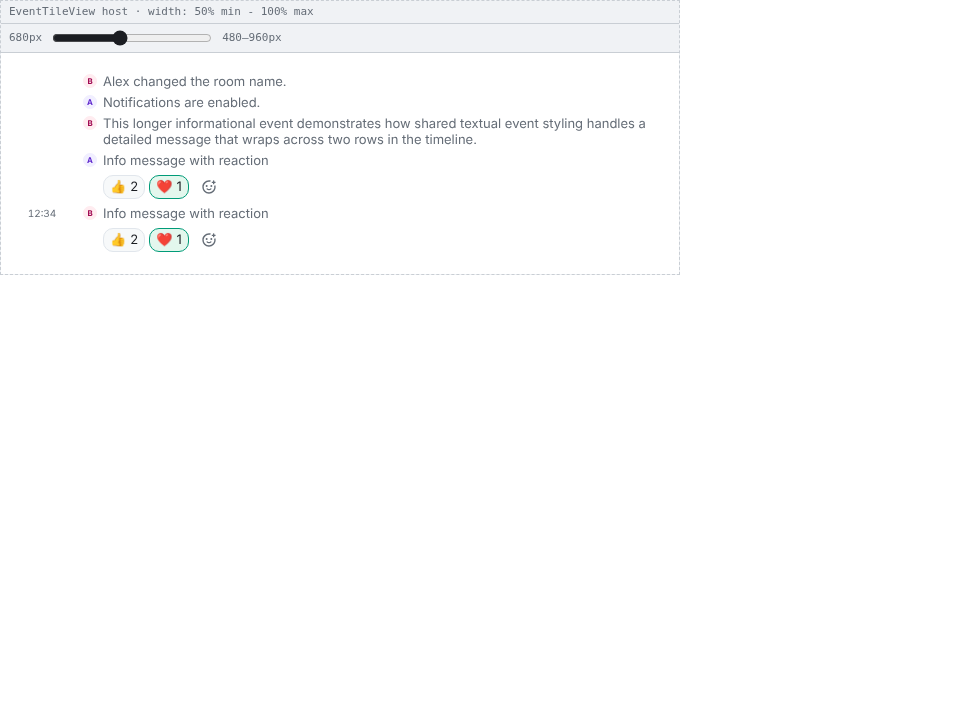 EventTileView host · width: 50% min - 100% max
680px 480–960px
B Alex changed the room name.
A Notifications are enabled.
B This longer informational event demonstrates how shared textual event styling handles a
detailed message that wraps across two rows in the timeline.
A Info message with reaction
👍 2 ❤️ 1
12:34 B Info message with reaction
👍 2 ❤️ 1